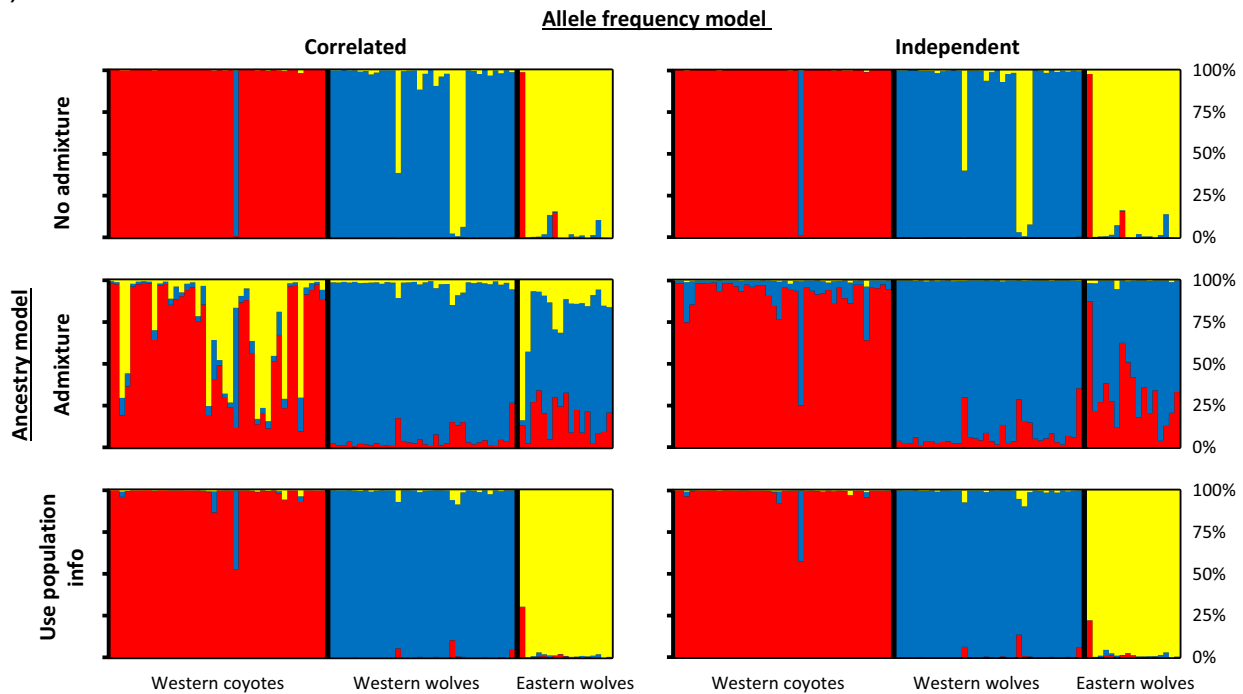 )
Allele frequency model
Correlated
Independent
No admixture
100%
75%
50%
25%
0%
Ancestry model
Admixture
100%
75%
50%
25%
0%
Use population
info
100%
75%
50%
25%
0%
Western coyotes
Western wolves
Eastern wolves
Western coyotes
Western wolves
Eastern wolves